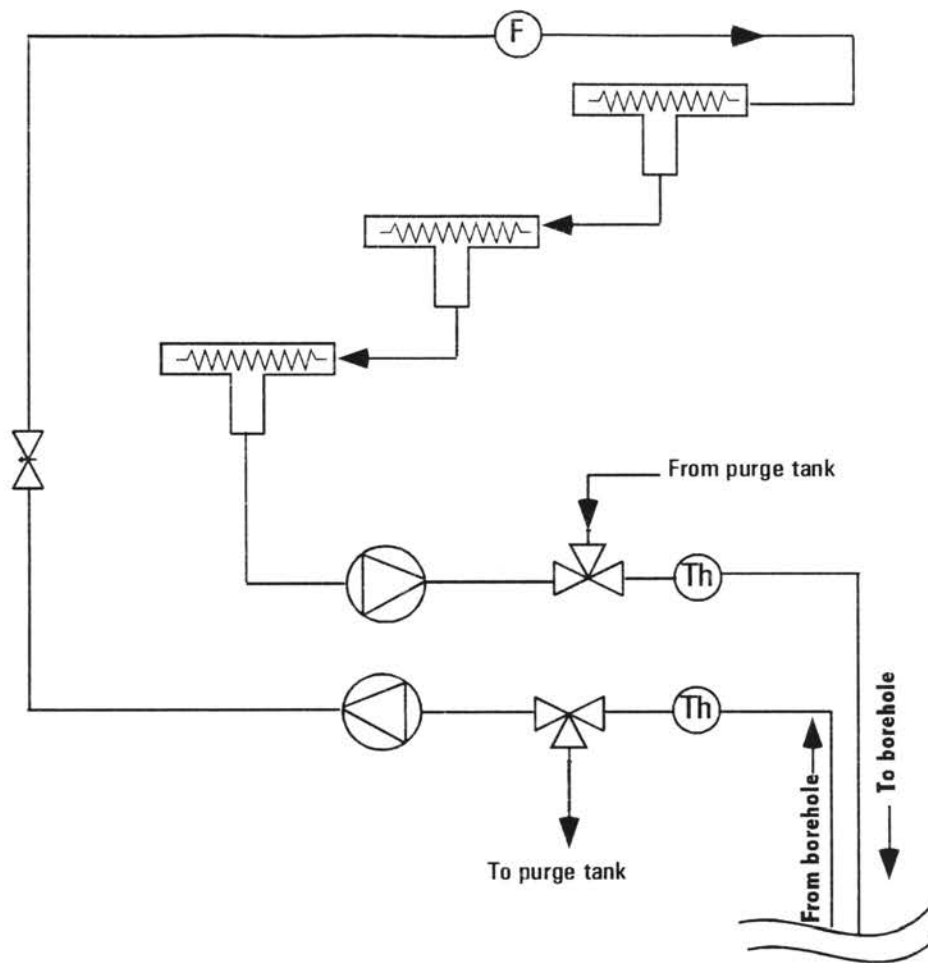 F
From purge tank
Th
Th
To purge tank
From borehole
To borehole